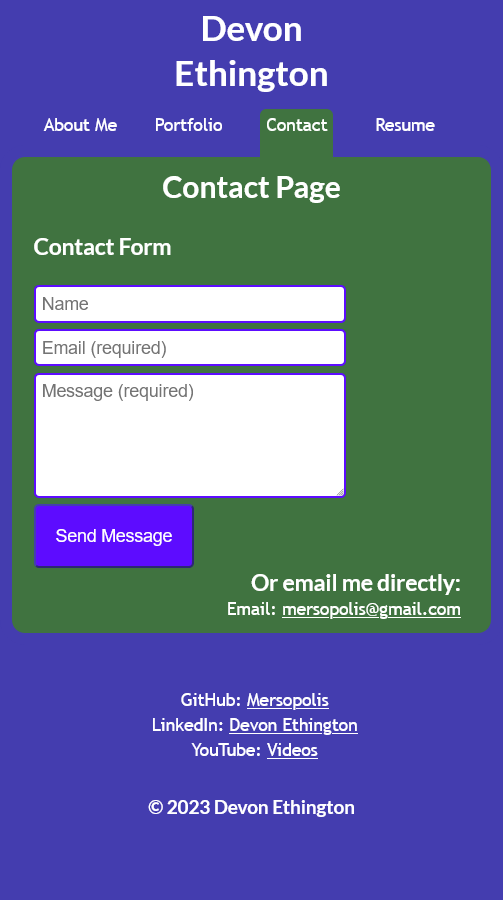 Devon
Ethington
About Me Portfolio Contact Resume
Contact Page
Contact Form
Name
Email (required)
Message (required)
Send Message
Or email me directly:
Email: mersopolis@gmail.com
GitHub: Mersopolis
LinkedIn: Devon Ethington
YouTube: Videos
© 2023 Devon Ethington